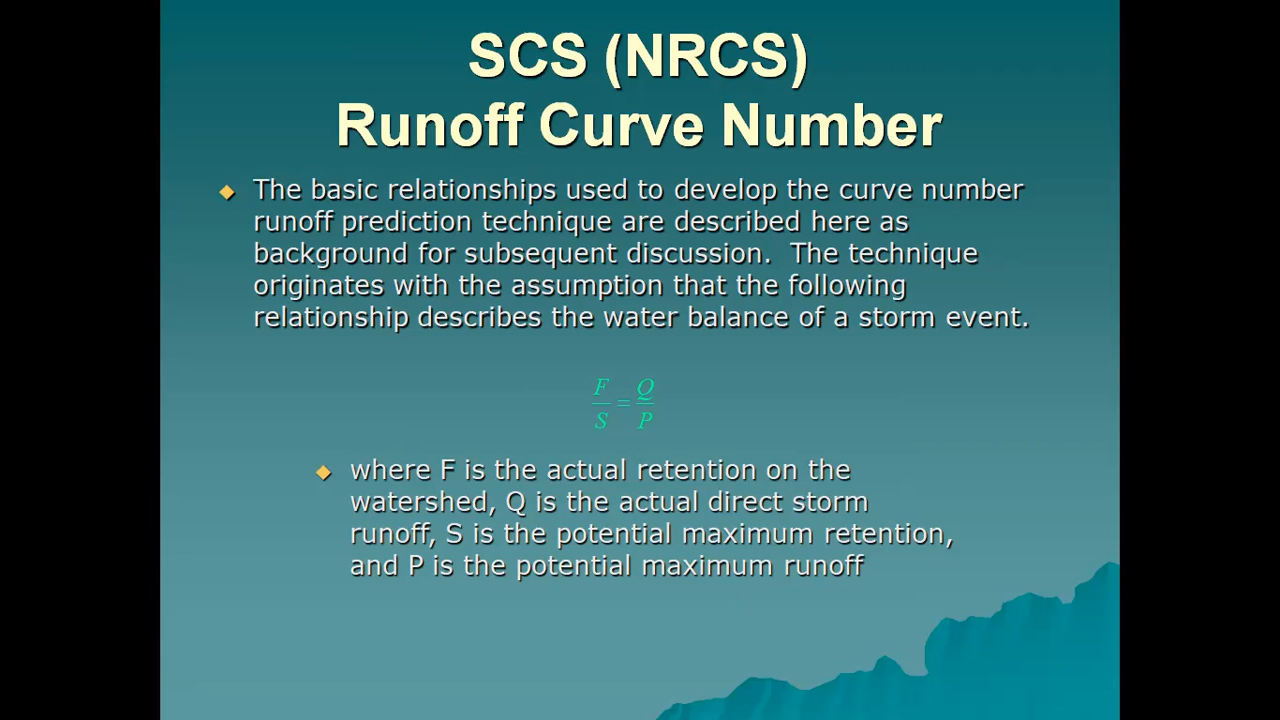 SCS (NRCS)
Runoff Curve Number
The basic relationships used to develop the curve number
runoff prediction technique are described here as
background for subsequent discussion. The technique
originates with the assumption that the following
relationship describes the water balance of a storm event.
F/S = Q/P
where F is the actual retention on the
watershed, Q is the actual direct storm
runoff, S is the potential maximum retention,
and P is the potential maximum runoff